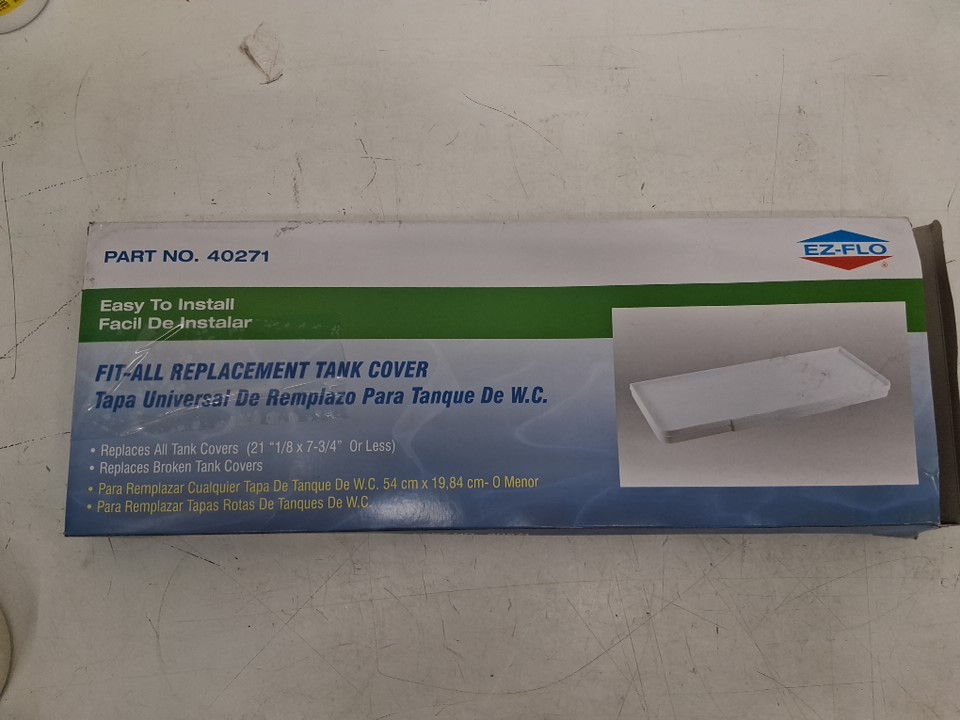 PART NO. 40271
EZ-FLO
®
Easy To Install
Facil De Instalar
FIT-ALL REPLACEMENT TANK COVER
Tapa Universal De Remplazo Para Tanque De W.C.
• Replaces All Tank Covers (21 "1/8 x 7-3/4" Or Less)
• Replaces Broken Tank Covers
• Para Remplazar Cualquier Tapa De Tanque De W.C. 54 cm x 19,84 cm- O Menor
• Para Remplazar Tapas Rotas De Tanques De W.C.